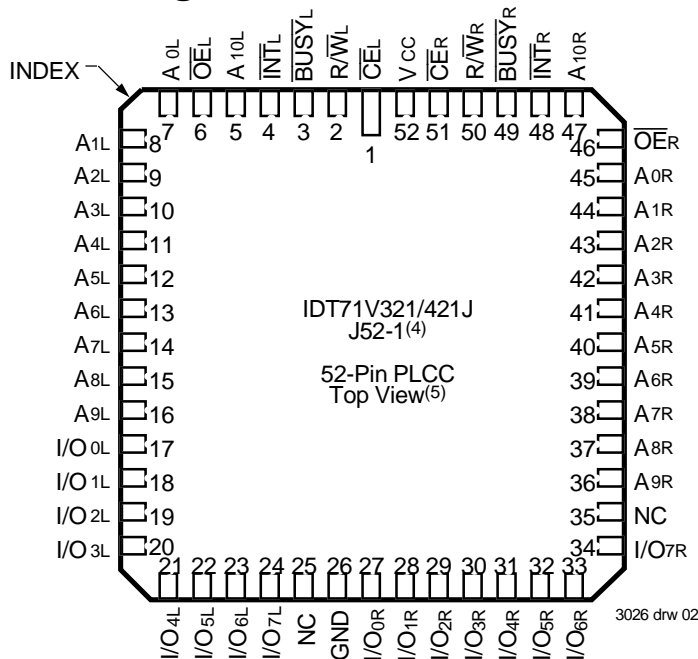 INDEX
A0L
OEL
A10L
INTL
BUSYL
R/WL
CEL
VCC
CER
R/WR
BUSYR
INTR
A10R
7
6
5
4
3
2
1
52
51
50
49
48
47
A1L 8
A2L 9
A3L 10
A4L 11
A5L 12
A6L 13
A7L 14
A8L 15
A9L 16
I/O0L 17
I/O1L 18
I/O2L 19
I/O3L 20
IDT71V321/421J
J52-1(4)
52-Pin PLCC
Top View(5)
46 OER
45 A0R
44 A1R
43 A2R
42 A3R
41 A4R
40 A5R
39 A6R
38 A7R
37 A8R
36 A9R
35 NC
34 I/O7R
21
22
23
24
25
26
27
28
29
30
31
32
33
I/O4L
I/O5L
I/O6L
I/O7L
NC
GND
I/O0R
I/O1R
I/O2R
I/O3R
I/O4R
I/O5R
I/O6R
3026 drw 02